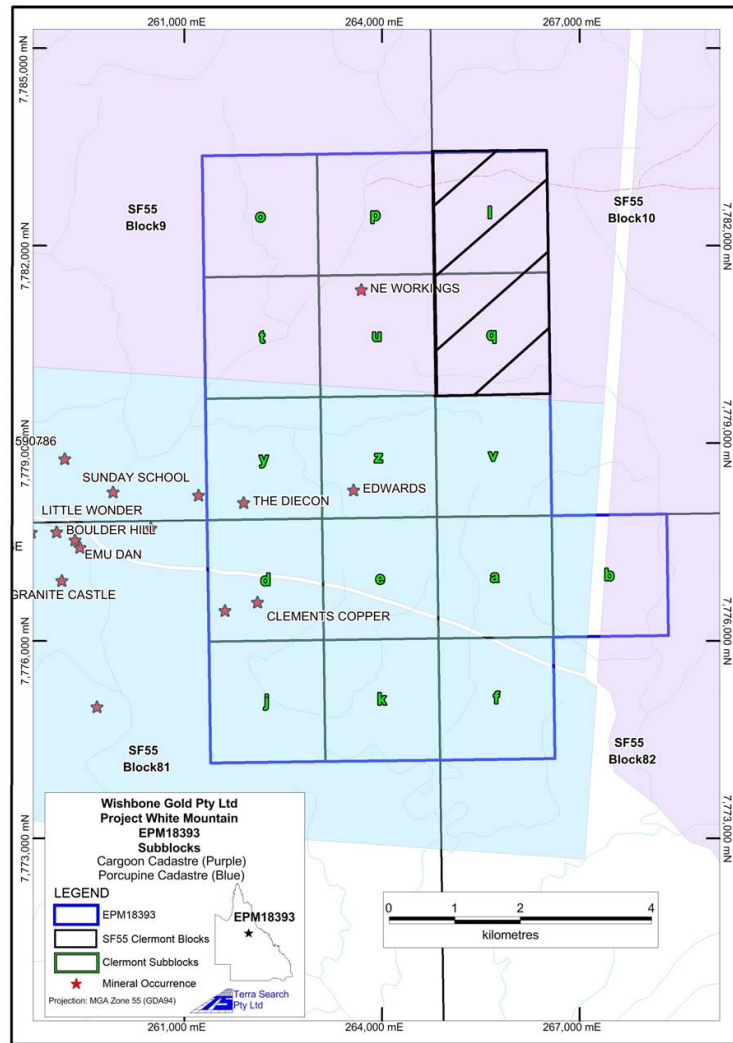 261,000 mE
264,000 mE
267,000 mE
7,785,000 mN
SF55
Block9
o
p
l
SF55
Block10
7,782,000 mN
7,782,000 mN
NE WORKINGS
t
u
q
7,779,000 mN
7,779,000 mN
590786
y
z
v
SUNDAY SCHOOL
EDWARDS
THE DIECON
LITTLE WONDER
BOULDER HILL
SE
EMU DAN
d
e
a
b
GRANITE CASTLE
CLEMENTS COPPER
7,776,000 mN
7,776,000 mN
j
k
f
SF55
Block81
SF55
Block82
7,773,000 mN
7,773,000 mN
Wishbone Gold Pty Ltd
Project White Mountain
EPM18393
Subblocks
Cargoon Cadastre (Purple)
Porcupine Cadastre (Blue)
LEGEND
EPM18393
EPM18393
SF55 Clermont Blocks
Clermont Subblocks
Mineral Occurrence
Projection: MGA Zone 55 (GDA94)
Terra Search
Pty Ltd
0 1 2 4
kilometres
261,000 mE
264,000 mE
267,000 mE